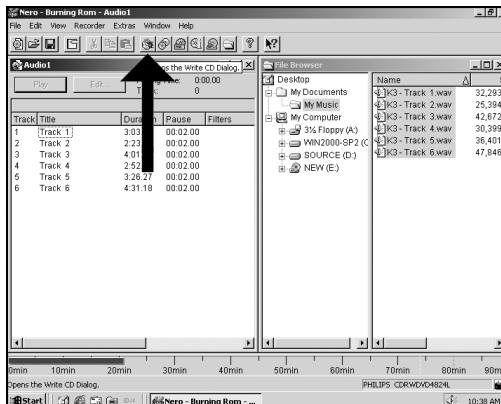 Nero - Burning Rom - Audio1
File Edit View Recorder Extras Window Help
Audio1
ns the Write CD Dialog.
File Browser
Play Edit...
Time: 0:00.00
0
Track Title Duration Pause Filters
1 Track 1 3:03. 00:02.00
2 Track 2 2:23. 00:02.00
3 Track 3 4:01. 00:02.00
4 Track 4 2:52. 00:02.00
5 Track 5 3:26.27 00:02.00
6 Track 6 4:31.18 00:02.00
Desktop
My Documents
My Music
My Computer
3½ Floppy (A:)
WIN2000-SP2 (C
SOURCE (D:)
NEW (E:)
Name
K3 - Track 1.wav 32,293
K3 - Track 2.wav 25,394
K3 - Track 3.wav 42,672
K3 - Track 4.wav 30,399
K3 - Track 5.wav 36,401
K3 - Track 6.wav 47,846
0min 10min 20min 30min 40min 50min 60min 70min 80min 90m
Opens the Write CD Dialog.
PHILIPS CDRWDVD4824L
Start
Nero - Burning Rom - ...
10:38 AM